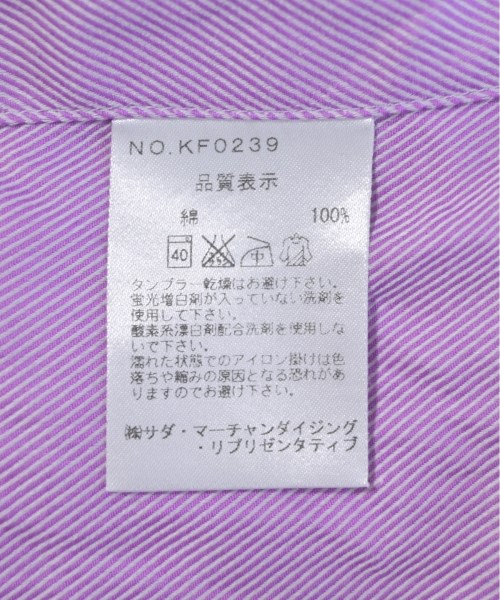 NO.KF0239
品質表示
綿 100%
40 中
タンブラー乾燥はお避け下さい。
蛍光増白剤が入っていない洗剤を
使用して下さい。
酸素系漂白剤配合洗剤を使用しな
いで下さい。
濡れた状態でのアイロン掛けは色
落ちや縮みの原因となる恐れがあ
りますのでお避け下さい。
㈱サダ・マーチャンダイジング
・リプリゼンタティブ